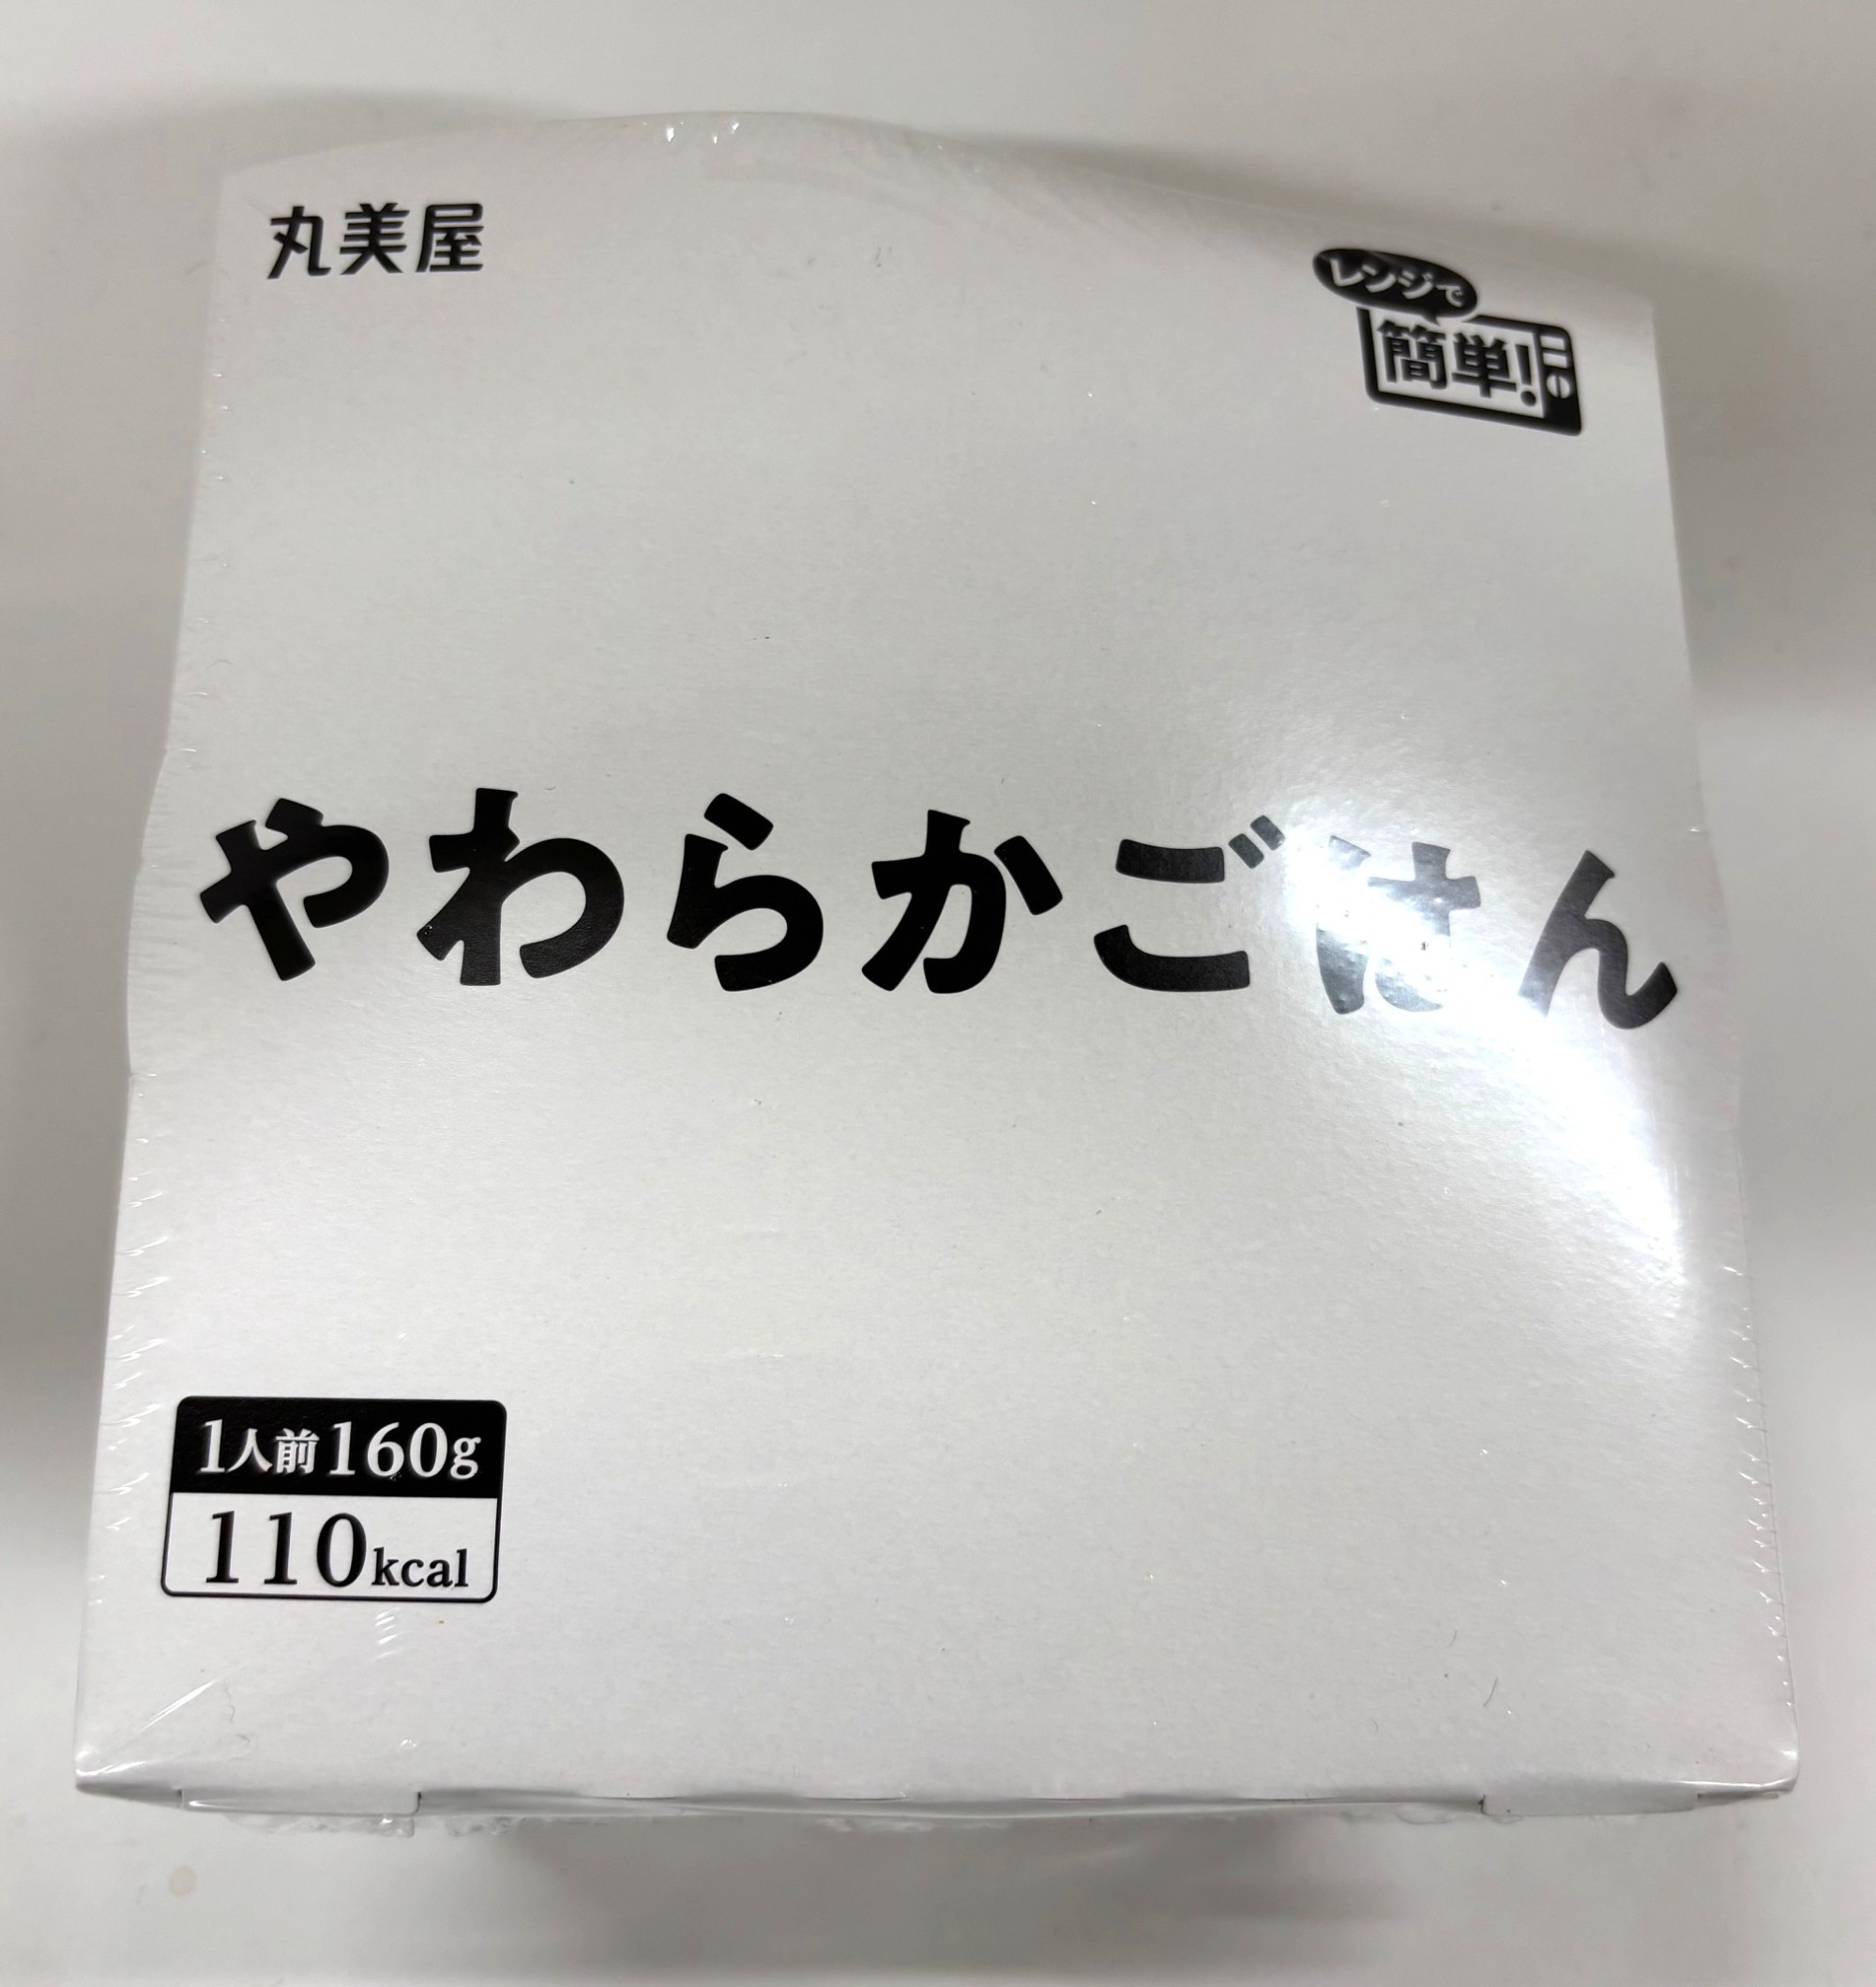 丸美屋
レンジで
簡単!
やわらかごはん
1人前160g
110kcal